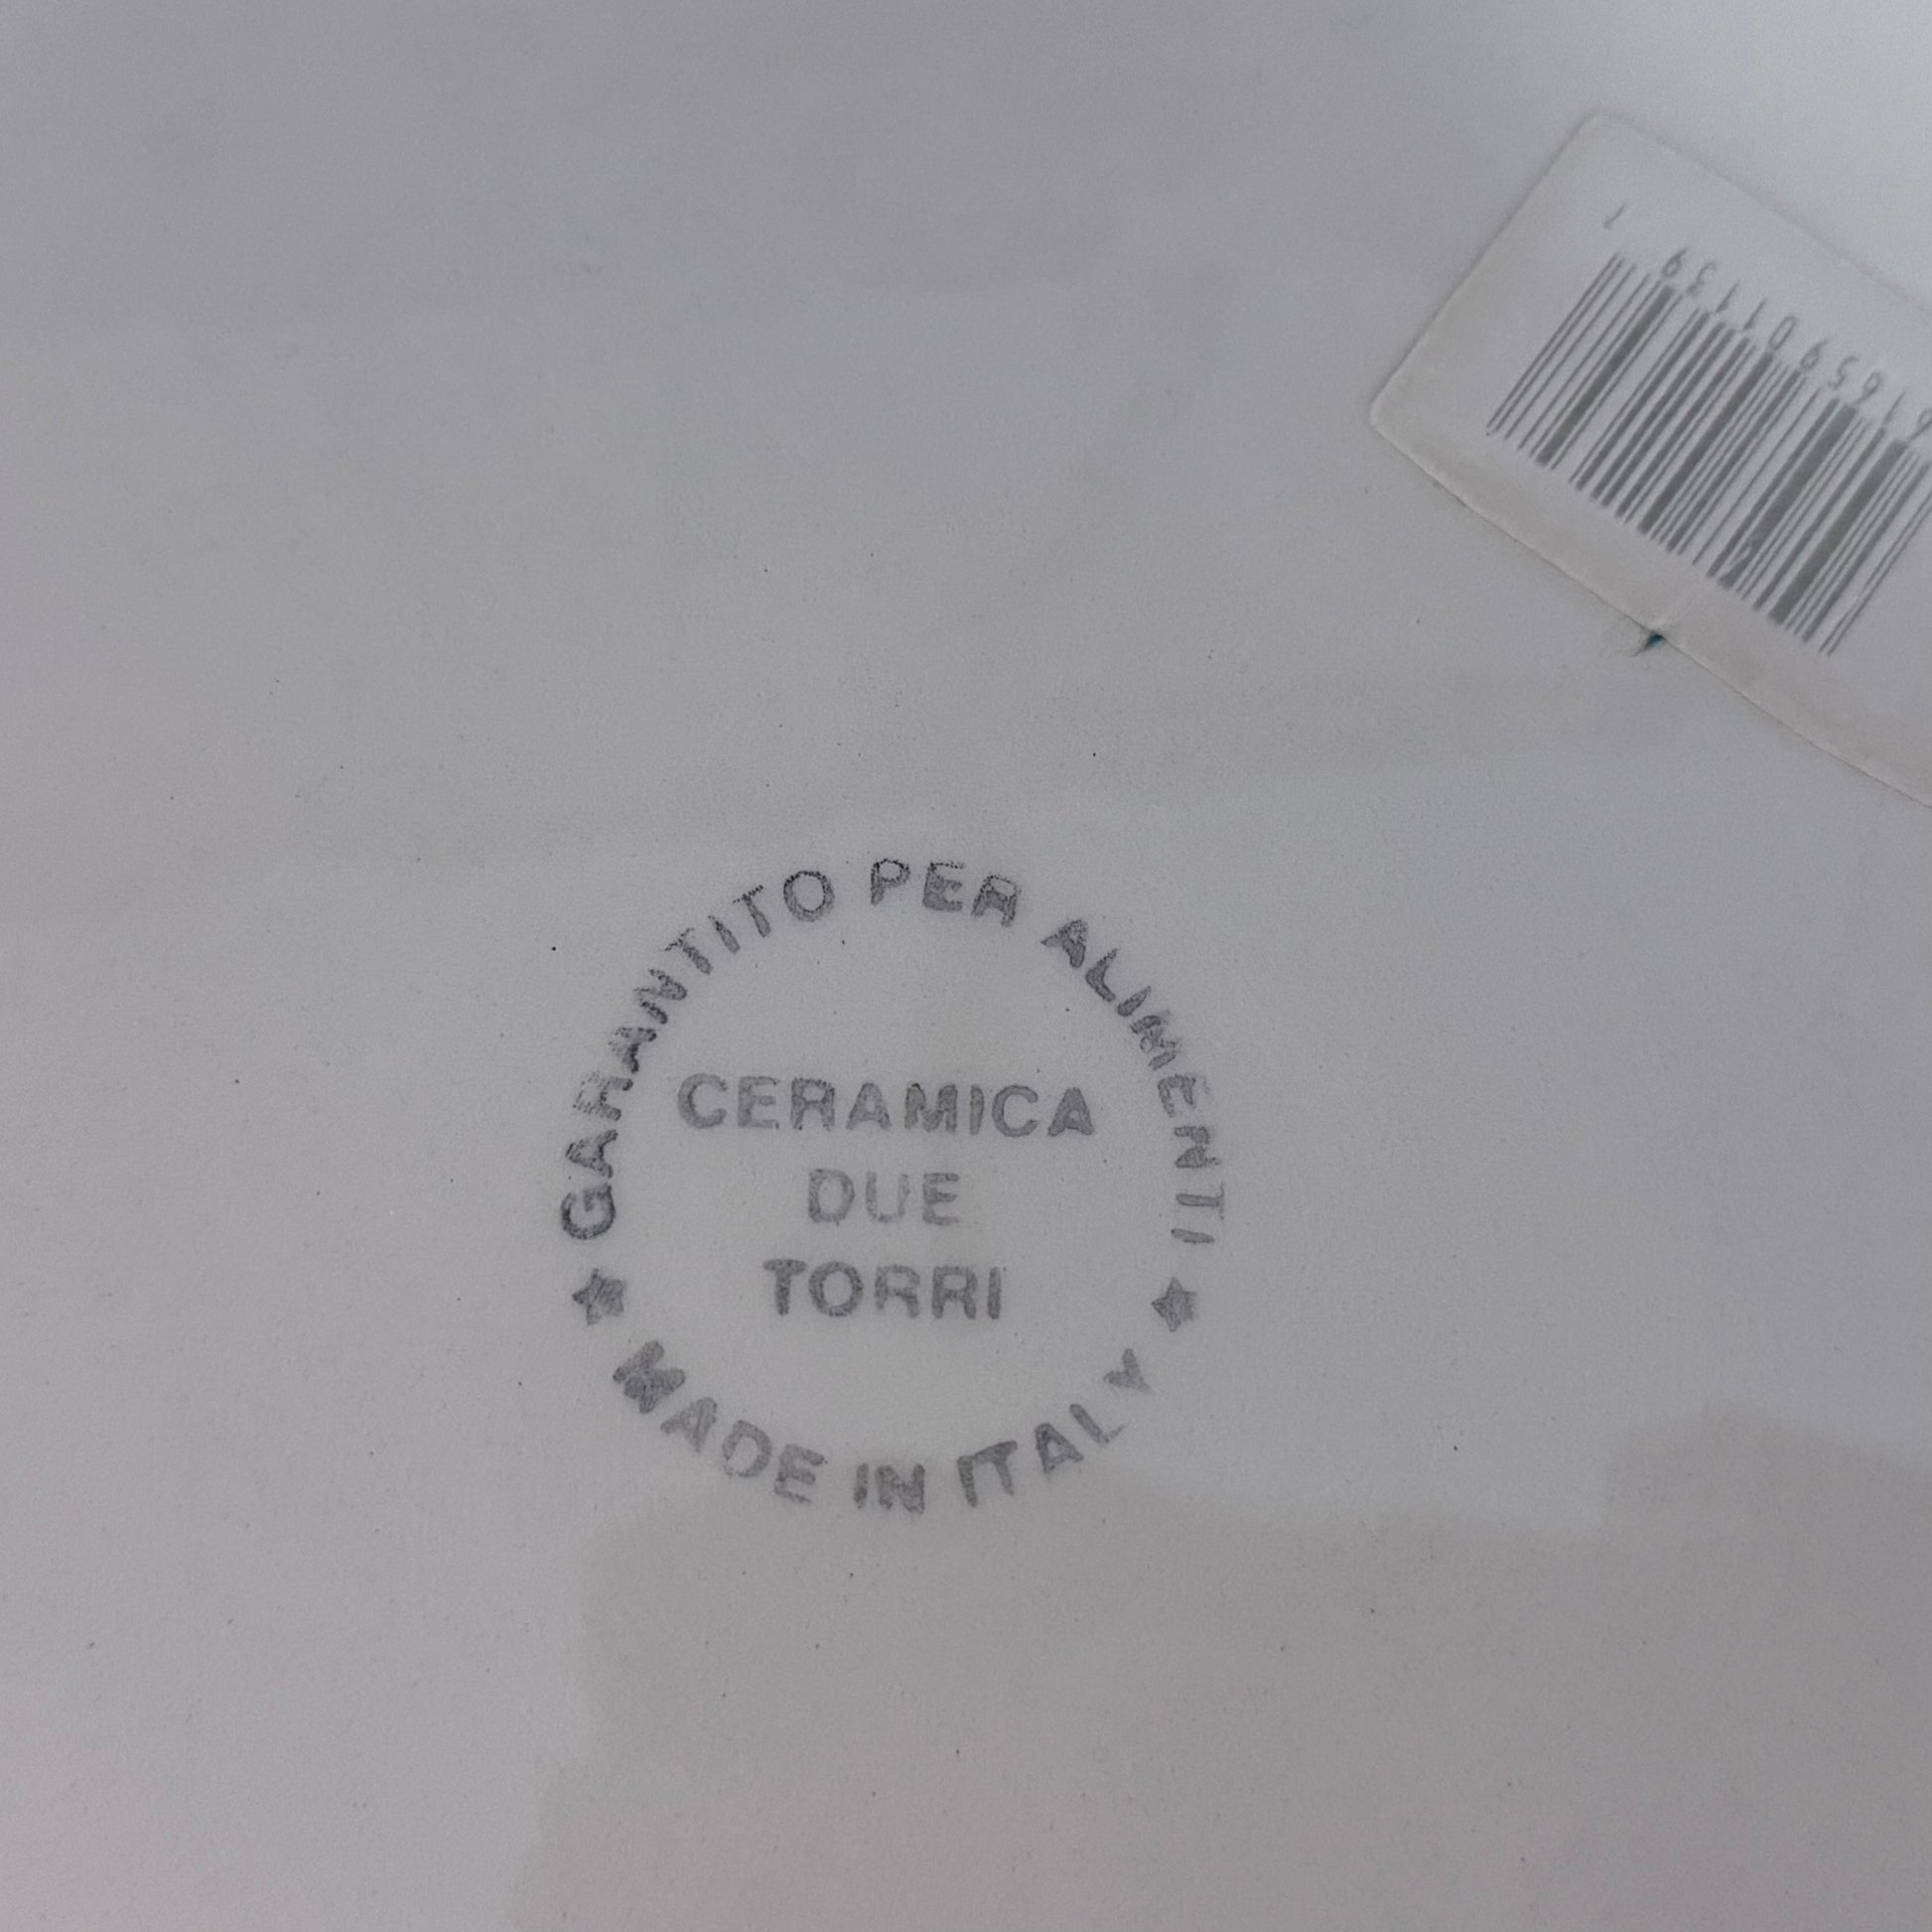 GARANTITO PER ALIMENTI
CERAMICA
DUE
TORRI
★ MADE IN ITALY ★